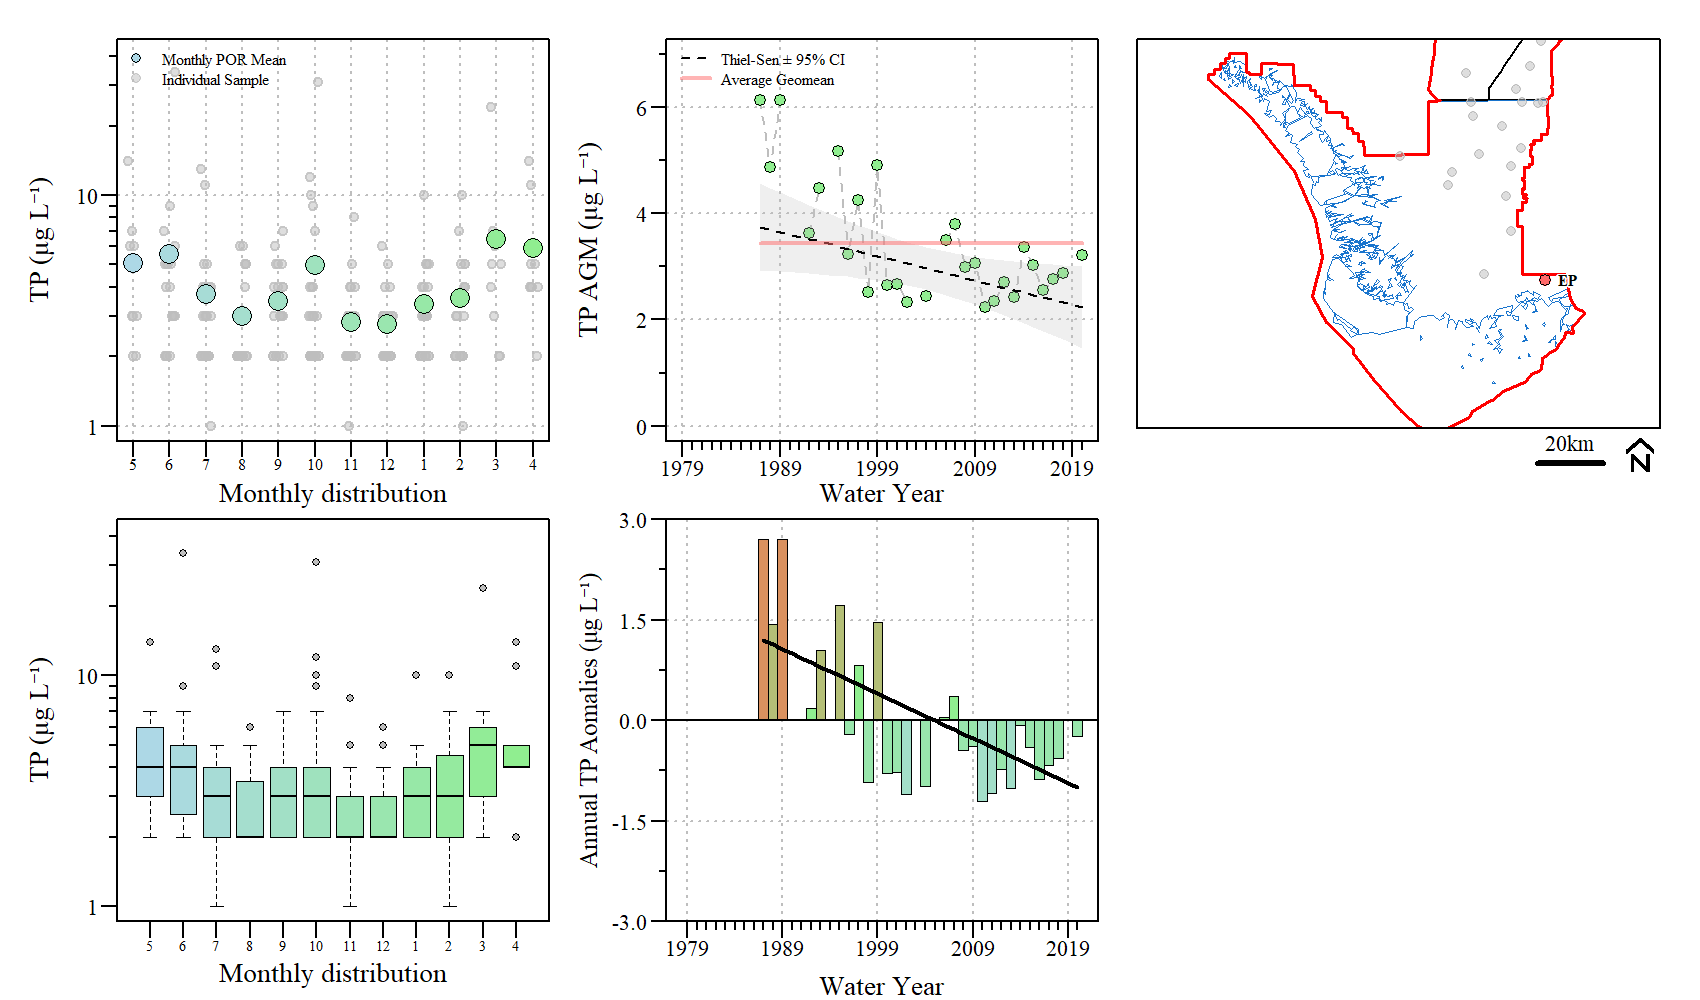 Monthly POR Mean
Individual Sample
TP (µg L⁻¹)
10
1
5 6 7 8 9 10 11 12 1 2 3 4
Monthly distribution
Thiel-Sen ± 95% CI
Average Geomean
TP AGM (µg L⁻¹)
6
4
2
0
1979 1989 1999 2009 2019
Water Year
EP
20km
N
TP (µg L⁻¹)
10
1
5 6 7 8 9 10 11 12 1 2 3 4
Monthly distribution
Annual TP Aomalies (µg L⁻¹)
3.0
1.5
0.0
-1.5
-3.0
1979 1989 1999 2009 2019
Water Year